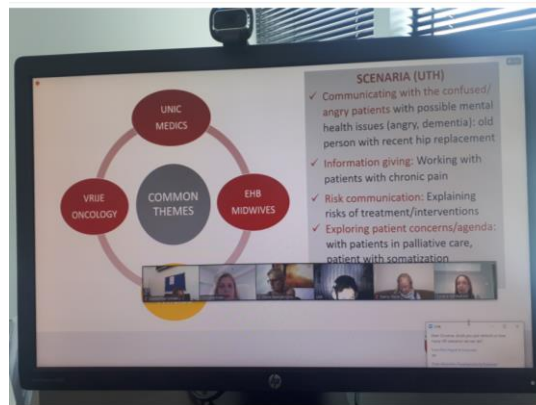 UNIC
MEDICS
VRIJE
ONCOLOGY
COMMON
THEMES
EHB
MIDWIVES
SCENARIA (UTH)
✓ Communicating with the confused/
angry patients with possible mental
health issues (angry, dementia): old
person with recent hip replacement
✓ Information giving: Working with
patients with chronic pain
✓ Risk communication: Explaining
risks of treatment/interventions
✓ Exploring patient concerns/agenda:
with patients in palliative care,
patient with somatization
hp